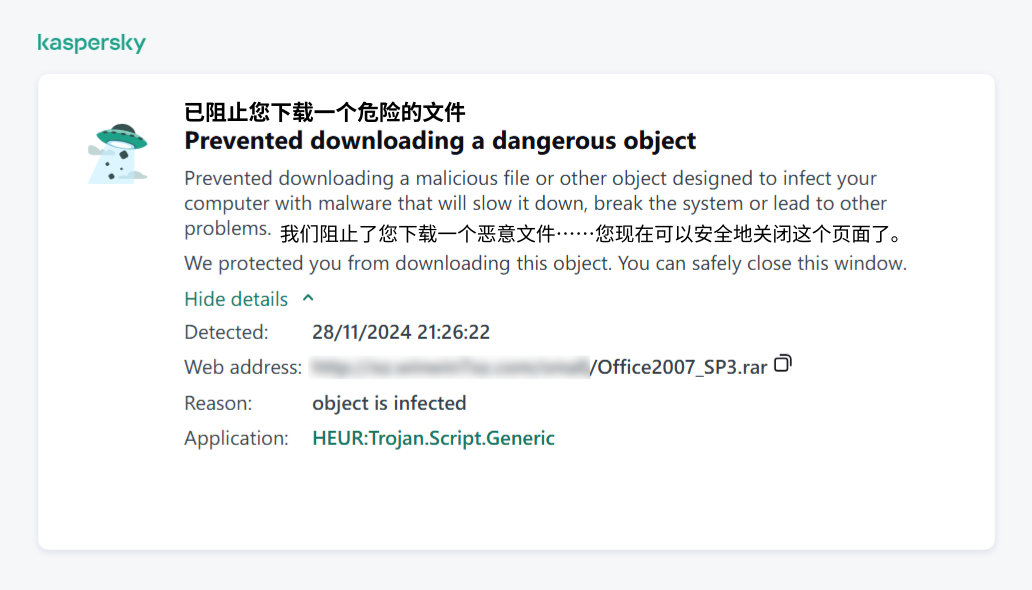 kaspersky
已阻止您下载一个危险的文件
Prevented downloading a dangerous object
Prevented downloading a malicious file or other object designed to infect your
computer with malware that will slow it down, break the system or lead to other
problems. 我们阻止了您下载一个恶意文件……您现在可以安全地关闭这个页面了。
We protected you from downloading this object. You can safely close this window.
Hide details
Detected: 28/11/2024 21:26:22
Web address: /Office2007_SP3.rar
Reason: object is infected
Application: HEUR:Trojan.Script.Generic